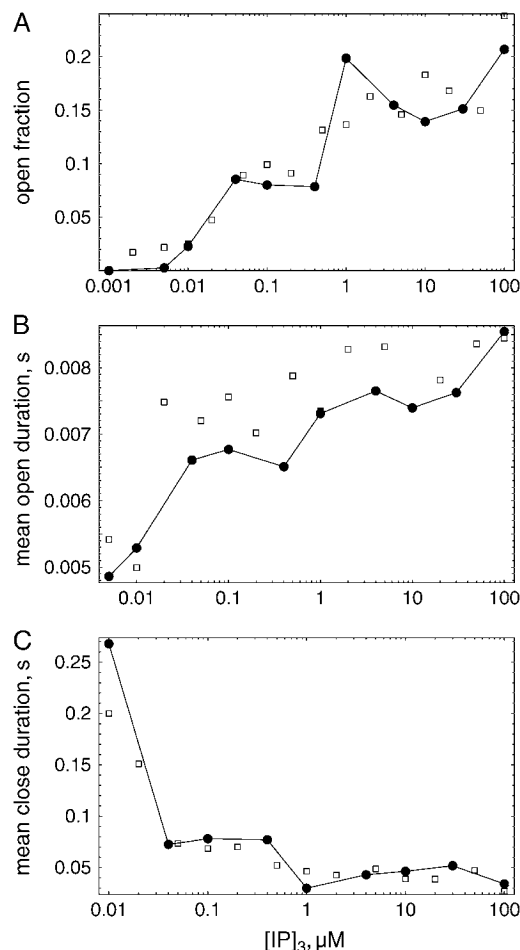 A
0.2
0.15
0.1
0.05
open fraction
0.001 0.01 0.1 1 10 100
B
0.008
0.007
0.006
0.005
mean open duration, s
0.01 0.1 1 10 100
C
0.25
0.2
0.15
0.1
0.05
mean close duration, s
0.01 0.1 1 10 100
[IP]3, μM